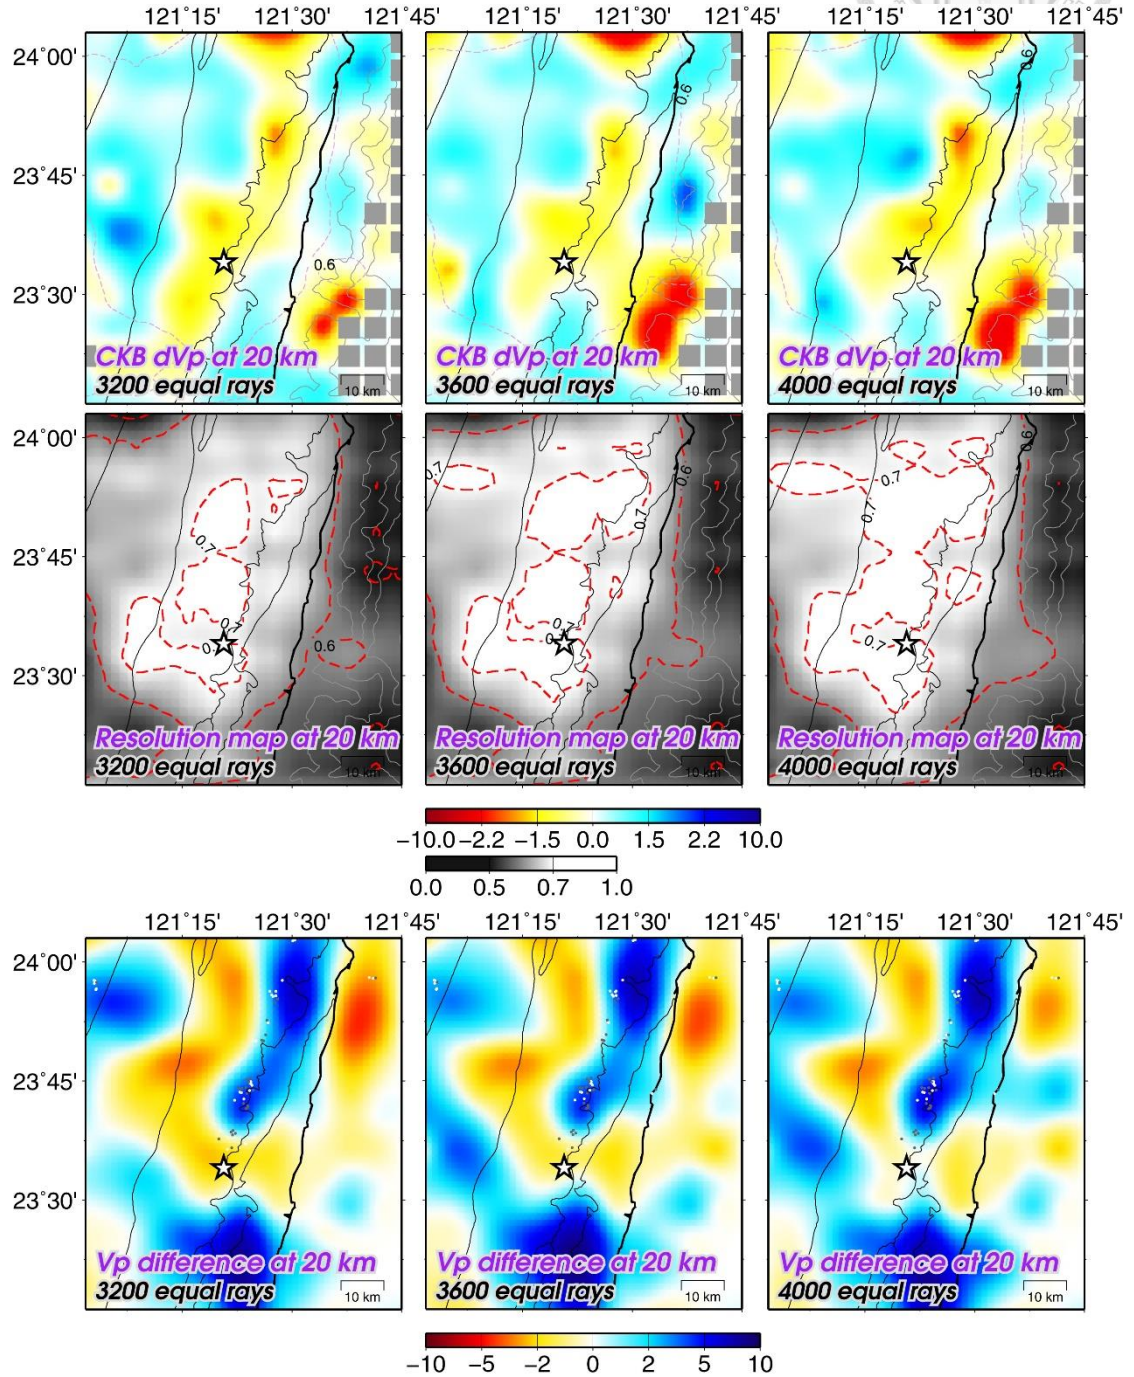 121˚15' 121˚30' 121˚45' 121˚15' 121˚30' 121˚45' 121˚15' 121˚30' 121˚45'
24˚00'
23˚45'
23˚30'
0.6
CKB dVp at 20 km
3200 equal rays
10 km
0.6
CKB dVp at 20 km
3600 equal rays
10 km
0.6
CKB dVp at 20 km
4000 equal rays
10 km
24˚00'
23˚45'
23˚30'
0.7
0.7
0.6
Resolution map at 20 km
3200 equal rays
10 km
0.7
0.6
0.7
0.7
Resolution map at 20 km
3600 equal rays
10 km
0.6
0.7
0.7
0.7
Resolution map at 20 km
4000 equal rays
10 km
−10.0 −2.2 −1.5 0.0 1.5 2.2 10.0
0.0 0.5 0.7 1.0
121˚15' 121˚30' 121˚45' 121˚15' 121˚30' 121˚45' 121˚15' 121˚30' 121˚45'
24˚00'
23˚45'
23˚30'
Vp difference at 20 km
3200 equal rays
10 km
Vp difference at 20 km
3600 equal rays
10 km
Vp difference at 20 km
4000 equal rays
10 km
−10 −5 −2 0 2 5 10